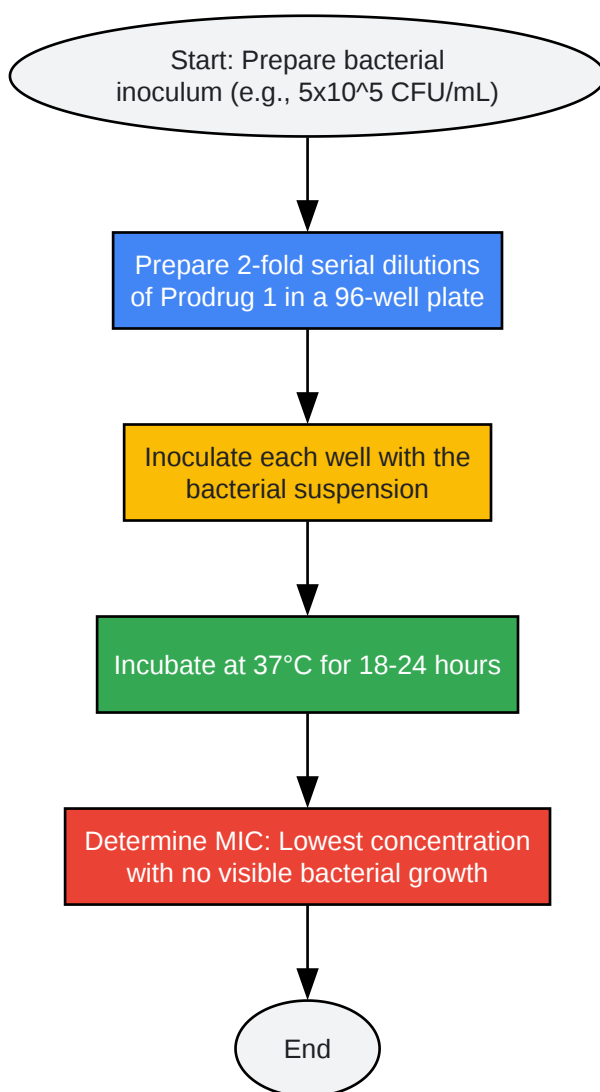 Start: Prepare bacterial
inoculum (e.g., 5x10^5 CFU/mL)
Prepare 2-fold serial dilutions
of Prodrug 1 in a 96-well plate
Inoculate each well with the
bacterial suspension
Incubate at 37°C for 18-24 hours
Determine MIC: Lowest concentration
with no visible bacterial growth
End